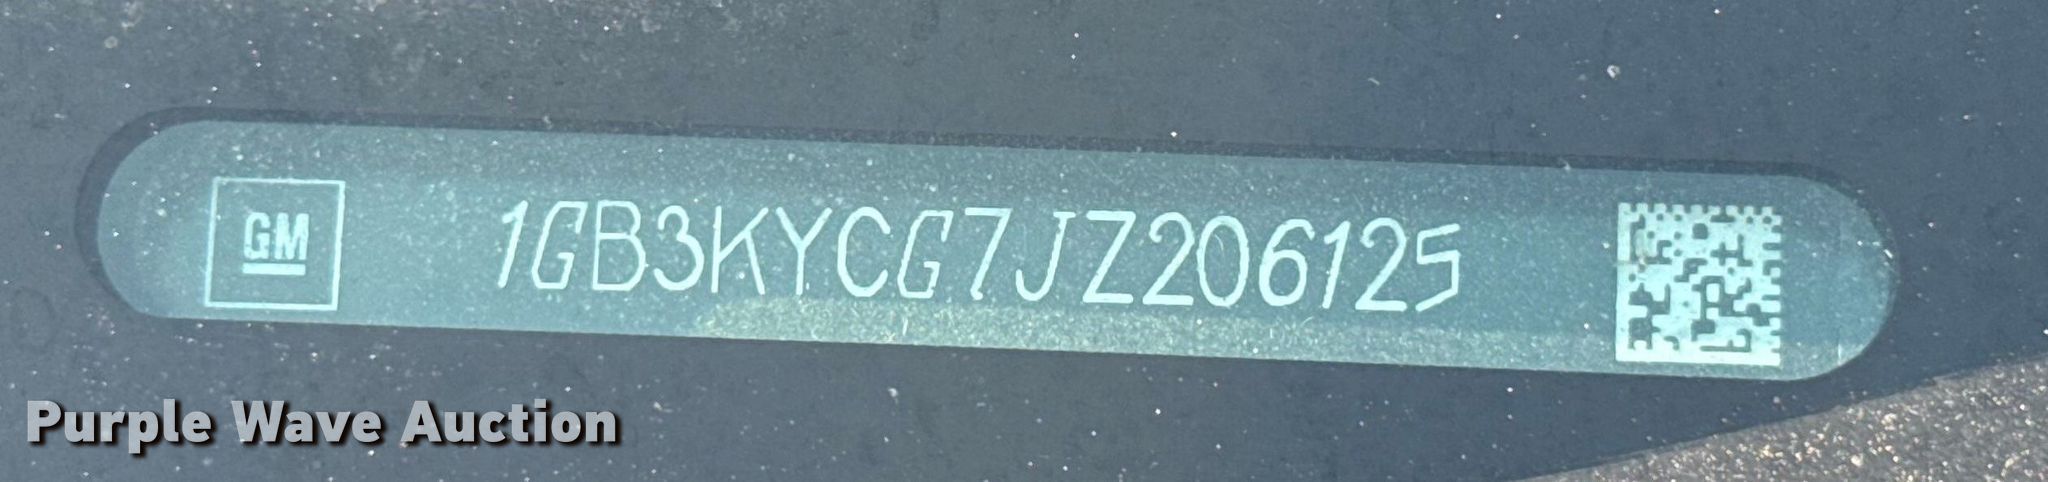 GM 1GB3KYCG7JZ206125
Purple Wave Auction